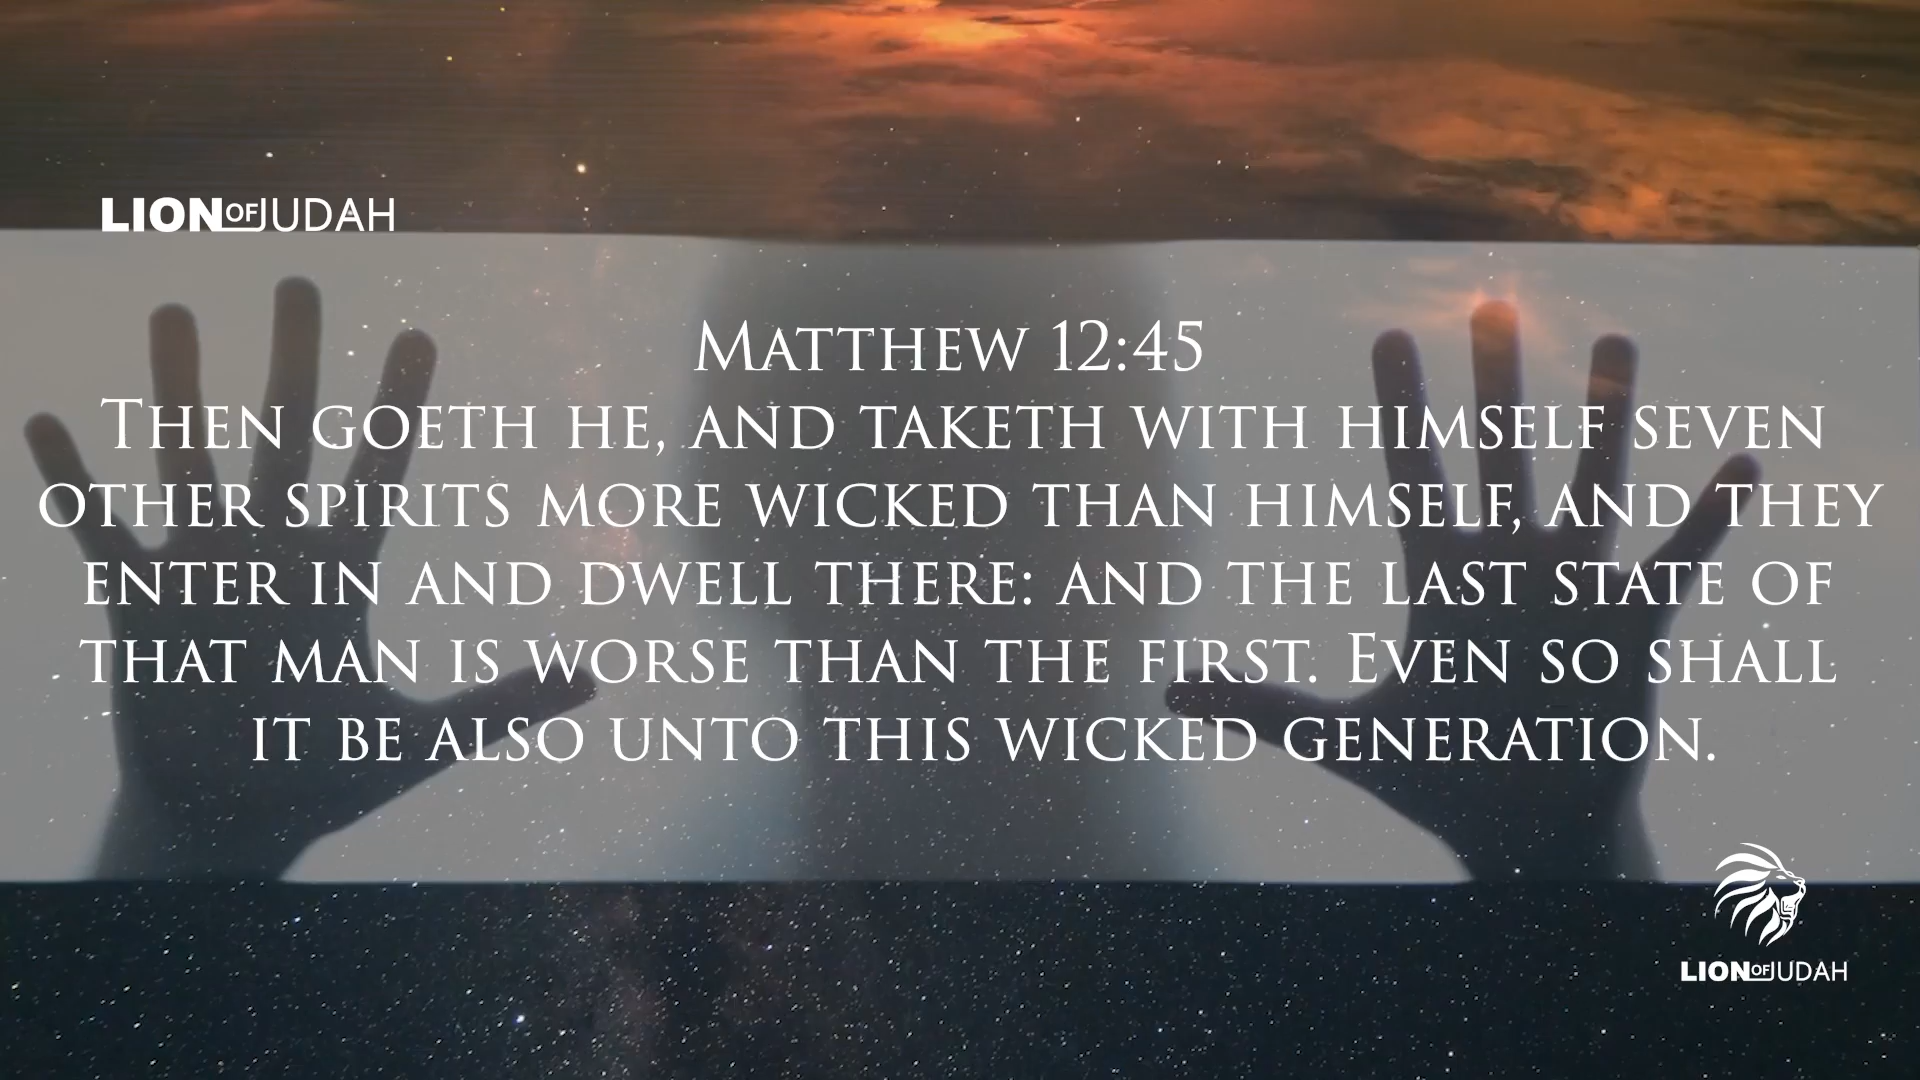 LION OF JUDAH
MATTHEW 12:45
THEN GOETH HE, AND TAKETH WITH HIMSELF SEVEN
OTHER SPIRITS MORE WICKED THAN HIMSELF, AND THEY
ENTER IN AND DWELL THERE: AND THE LAST STATE OF
THAT MAN IS WORSE THAN THE FIRST. EVEN SO SHALL
IT BE ALSO UNTO THIS WICKED GENERATION.
LION OF JUDAH